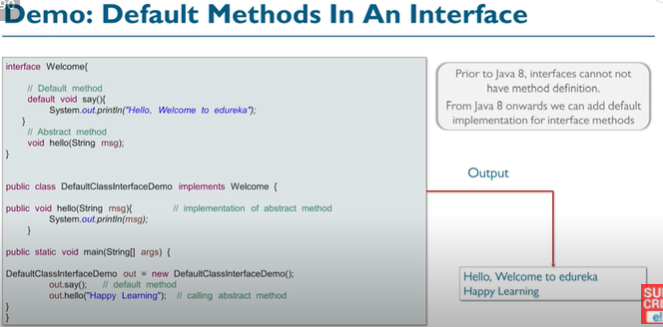 Demo: Default Methods In An Interface
interface Welcome{
// Default method
default void say(){
System.out.println("Hello, Welcome to edureka");
}
// Abstract method
void hello(String msg);
}
public class DefaultClassInterfaceDemo implements Welcome {
public void hello(String msg){ // implementation of abstract method
System.out.println(msg);
}
public static void main(String[] args) {
DefaultClassInterfaceDemo out = new DefaultClassInterfaceDemo();
out.say(); // default method
out.hello("Happy Learning"); // calling abstract method
}
}
Prior to Java 8, interfaces cannot not
have method definition.
From Java 8 onwards we can add default
implementation for interface methods
Output
Hello, Welcome to edureka
Happy Learning
SU
CRI
e!